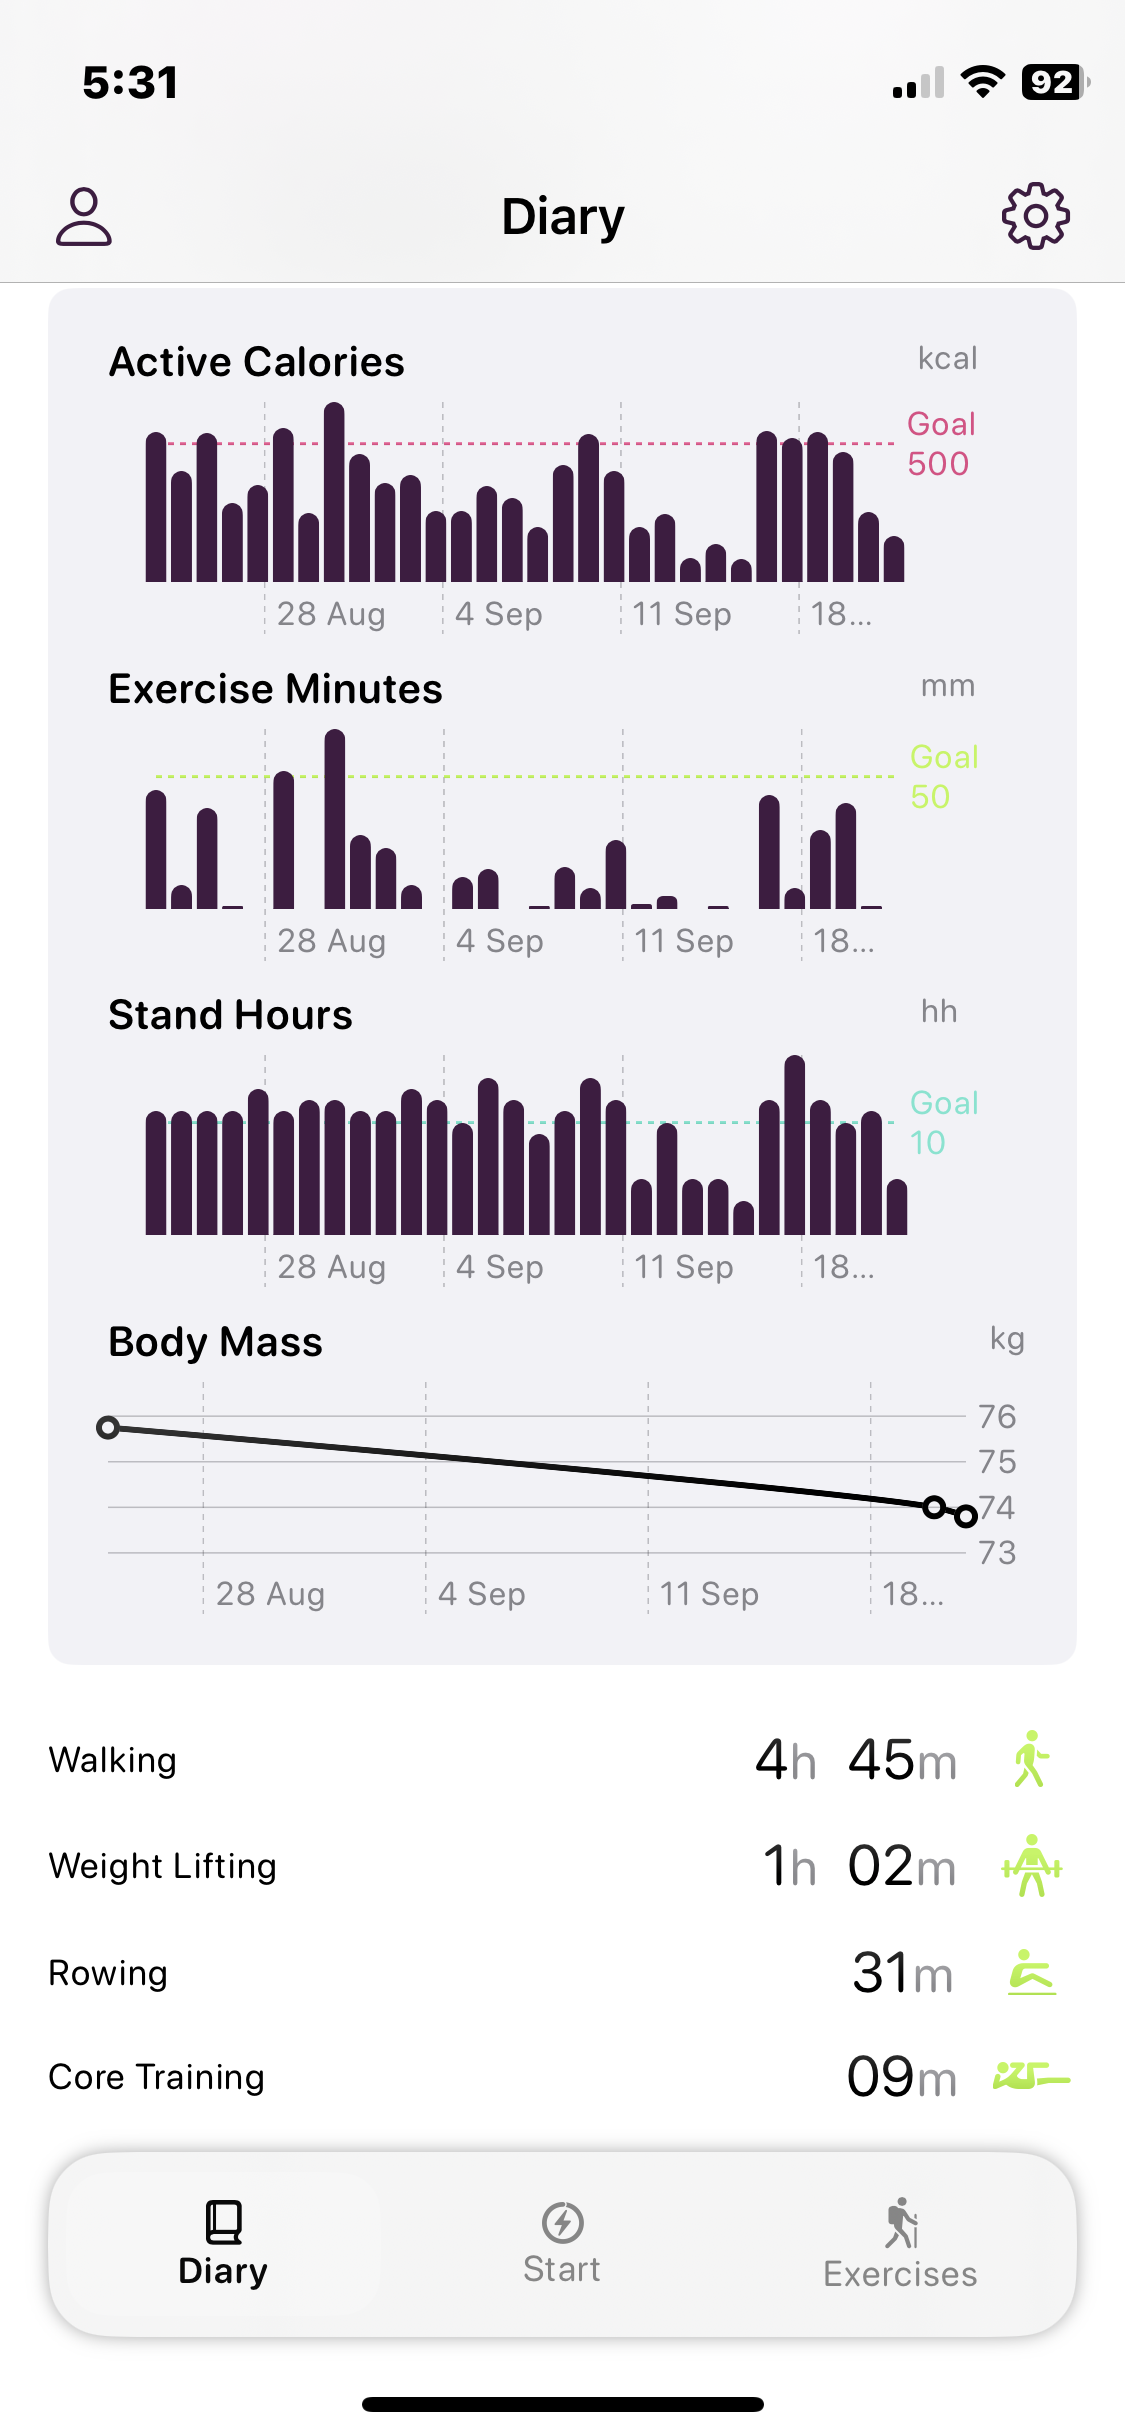 5:31
92
Diary
Active Calories
kcal
Goal
500
28 Aug
4 Sep
11 Sep
18...
Exercise Minutes
mm
Goal
50
28 Aug
4 Sep
11 Sep
18...
Stand Hours
hh
Goal
10
28 Aug
4 Sep
11 Sep
18...
Body Mass
kg
76
75
74
73
28 Aug
4 Sep
11 Sep
18...
Walking 4h 45m
Weight Lifting 1h 02m
Rowing 31m
Core Training 09m
Diary
Start
Exercises